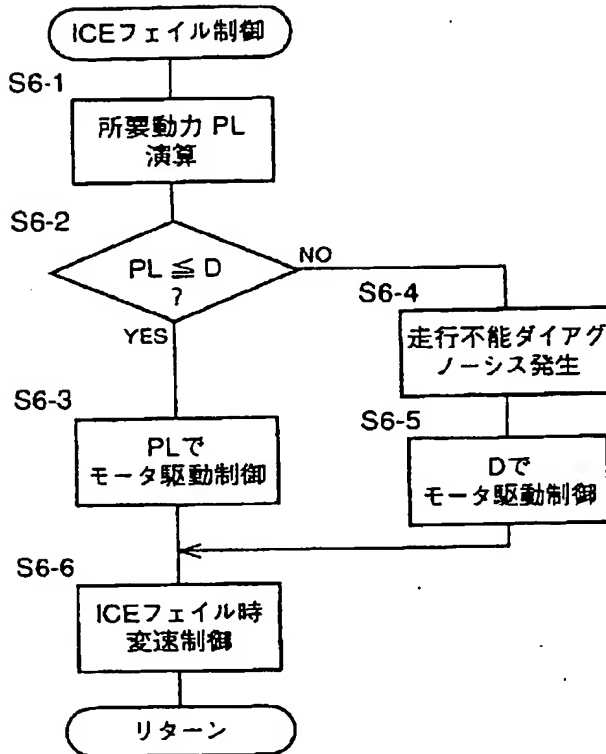 ICEフェイル制御
S6-1
所要動力 PL
演算
S6-2
PL ≦ D
?
NO
YES
S6-4
走行不能ダイアグ
ノーシス発生
S6-3
PLで
モータ駆動制御
S6-5
Dで
モータ駆動制御
S6-6
ICEフェイル時
変速制御
リターン